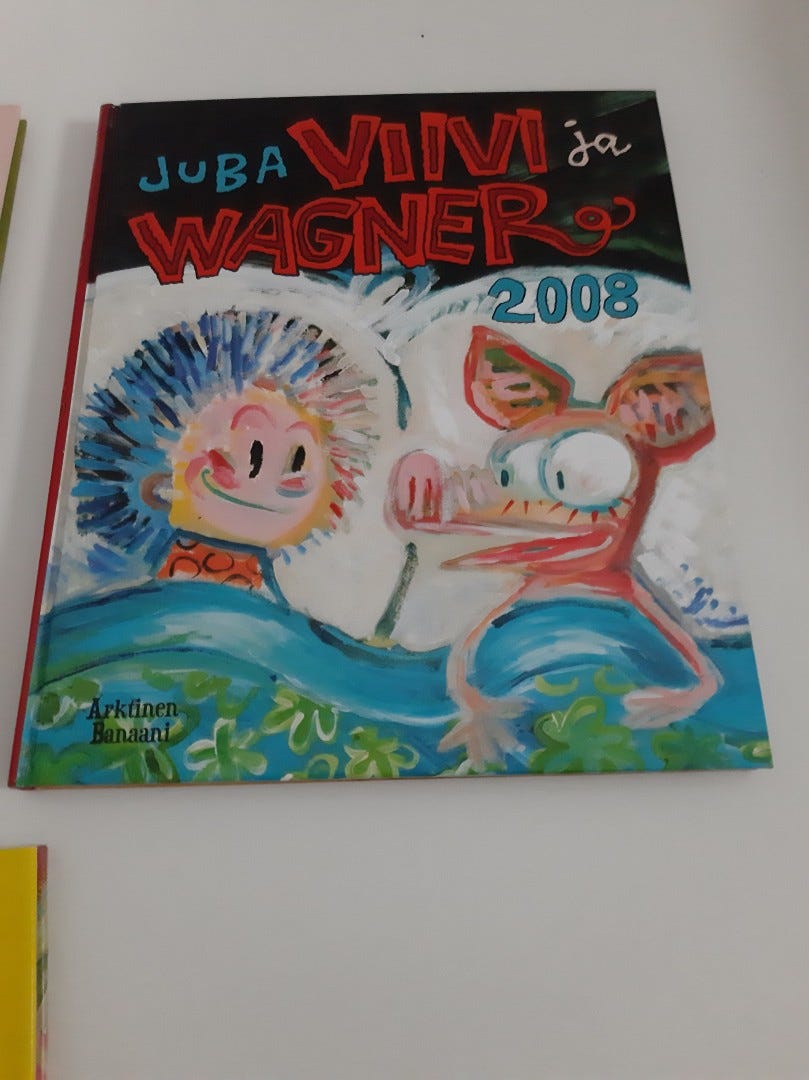 JUBA VIIVI ja
WAGNER
2008
Arktinen
Banaani